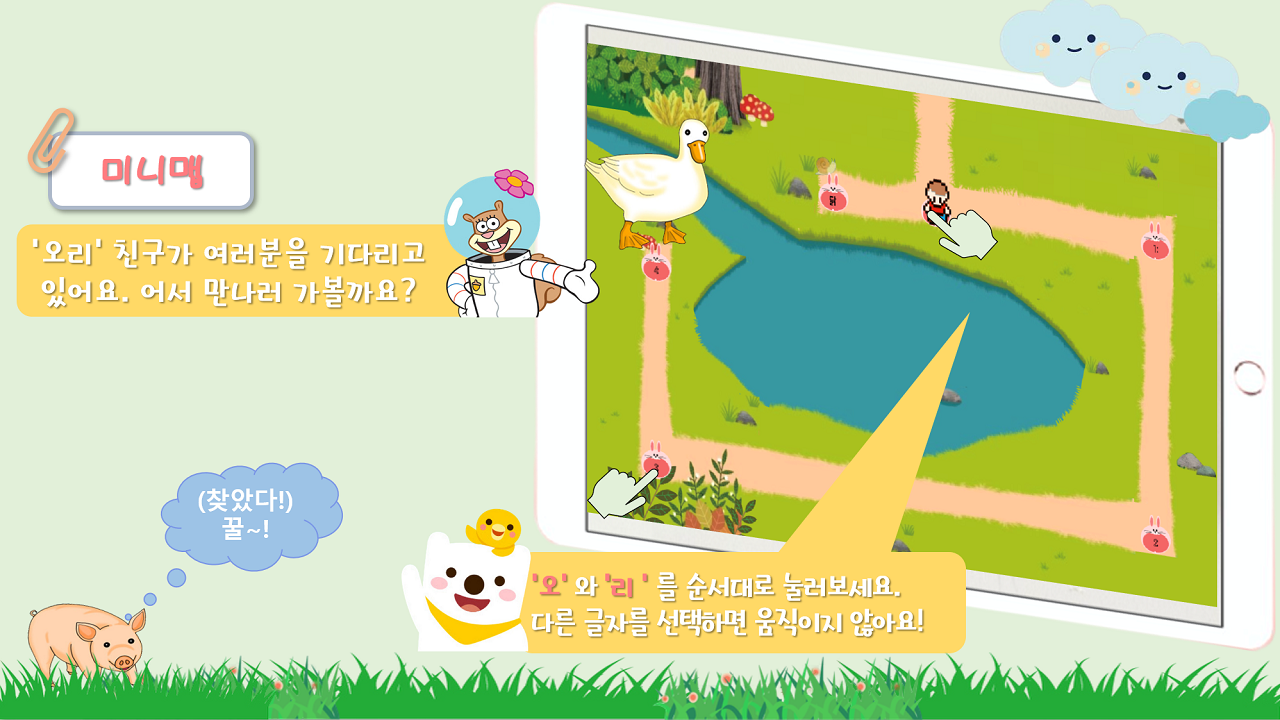 미니맵
'오리' 친구가 여러분을 기다리고
있어요. 어서 만나러 가볼까요?
닭
2
(찾았다!)
꿀~!
'오' 와 '리 ' 를 순서대로 눌러보세요.
다른 글자를 선택하면 움직이지 않아요!